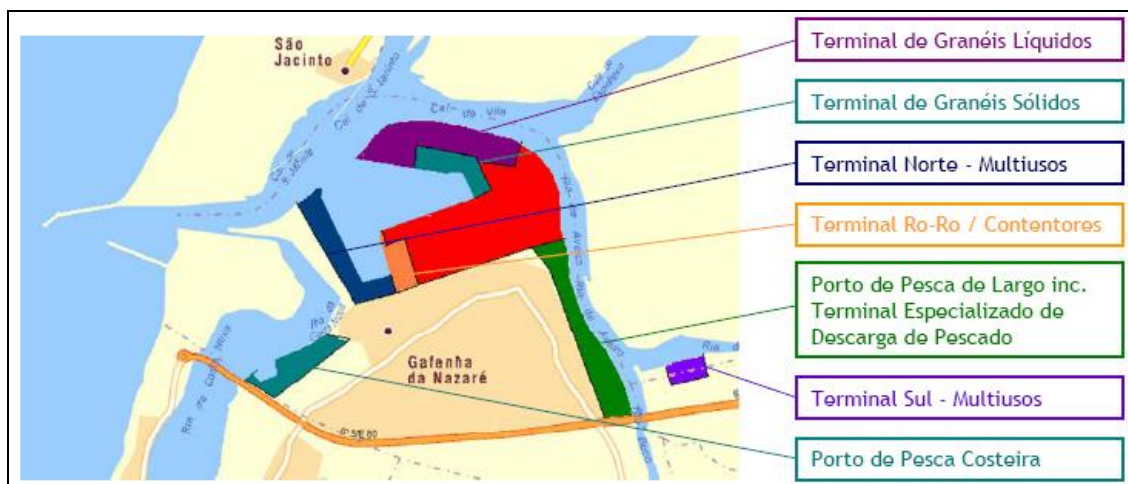 São
Jacinto
Terminal de Granéis Líquidos
Terminal de Granéis Sólidos
Terminal Norte - Multiusos
Terminal Ro-Ro / Contentores
Porto de Pesca de Largo inc.
Terminal Especializado de
Descarga de Pescado
Terminal Sul - Multiusos
Porto de Pesca Costeira
Gafanha
da Nazaré